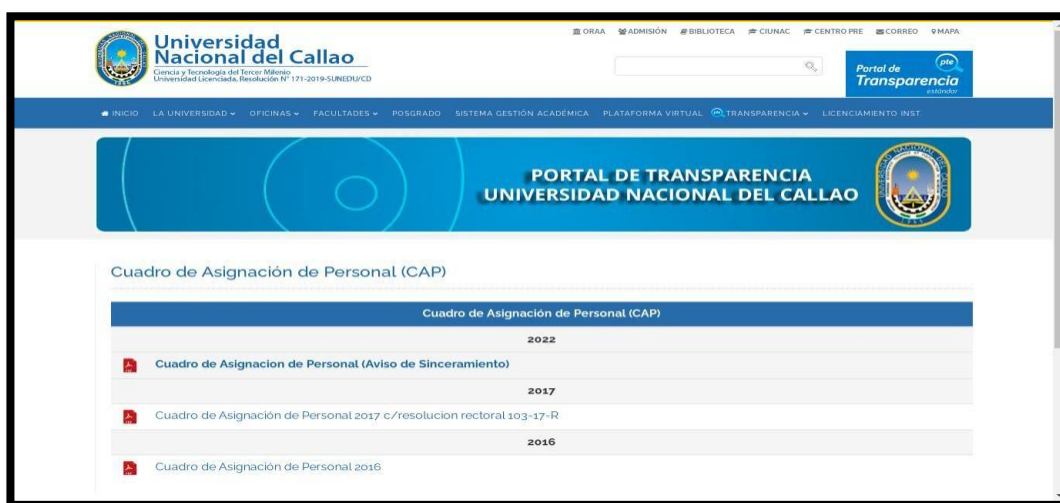 ORAA ADMISIÓN BIBLIOTECA CIUNAC CENTRO PRE CORREO MAPA
Universidad
Nacional del Callao
Ciencia y Tecnología del Tercer Milenio
Universidad Licenciada. Resolución N° 171-2019-SUNEDU/CD
Portal de pte
Transparencia
estándar
INICIO LA UNIVERSIDAD OFICINAS FACULTADES POSGRADO SISTEMA GESTIÓN ACADÉMICA PLATAFORMA VIRTUAL TRANSPARENCIA LICENCIAMIENTO INST.
PORTAL DE TRANSPARENCIA
UNIVERSIDAD NACIONAL DEL CALLAO
Cuadro de Asignación de Personal (CAP)
Cuadro de Asignación de Personal (CAP)
2022
Cuadro de Asignacion de Personal (Aviso de Sinceramiento)
2017
Cuadro de Asignación de Personal 2017 c/resolucion rectoral 103-17-R
2016
Cuadro de Asignación de Personal 2016